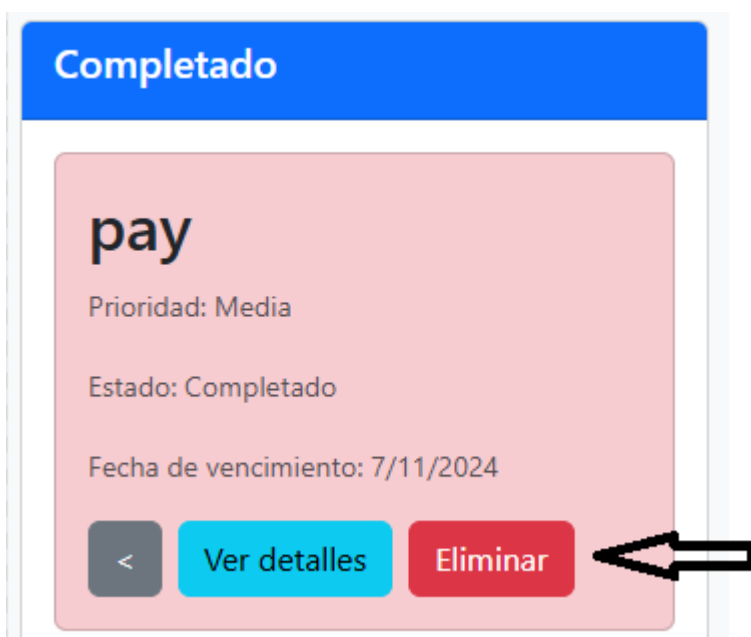 Completado
pay
Prioridad: Media
Estado: Completado
Fecha de vencimiento: 7/11/2024
< Ver detalles Eliminar